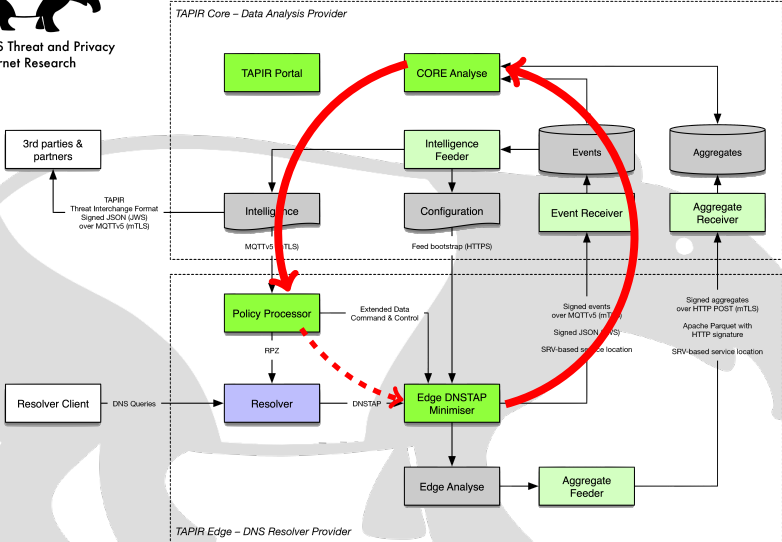 TAPIR Core – Data Analysis Provider
S Threat and Privacy
rnet Research
TAPIR Portal
CORE Analyse
3rd parties &
partners
Intelligence
Feeder
Events
Aggregates
TAPIR
Threat Interchange Format
Signed JSON (JWS)
over MQTTv5 (mTLS)
Intelligence
Configuration
Event Receiver
Aggregate
Receiver
MQTTv5 (mTLS)
Feed bootstrap (HTTPS)
Policy Processor
Extended Data
Command & Control
Signed events
over MQTTv5 (mTLS)
Signed JSON (JWS)
SRV-based service location
Signed aggregates
over HTTP POST (mTLS)
Apache Parquet with
HTTP signature
SRV-based service location
RPZ
Resolver Client
DNS Queries
Resolver
DNSTAP
Edge DNSTAP
Minimiser
Edge Analyse
Aggregate
Feeder
TAPIR Edge – DNS Resolver Provider